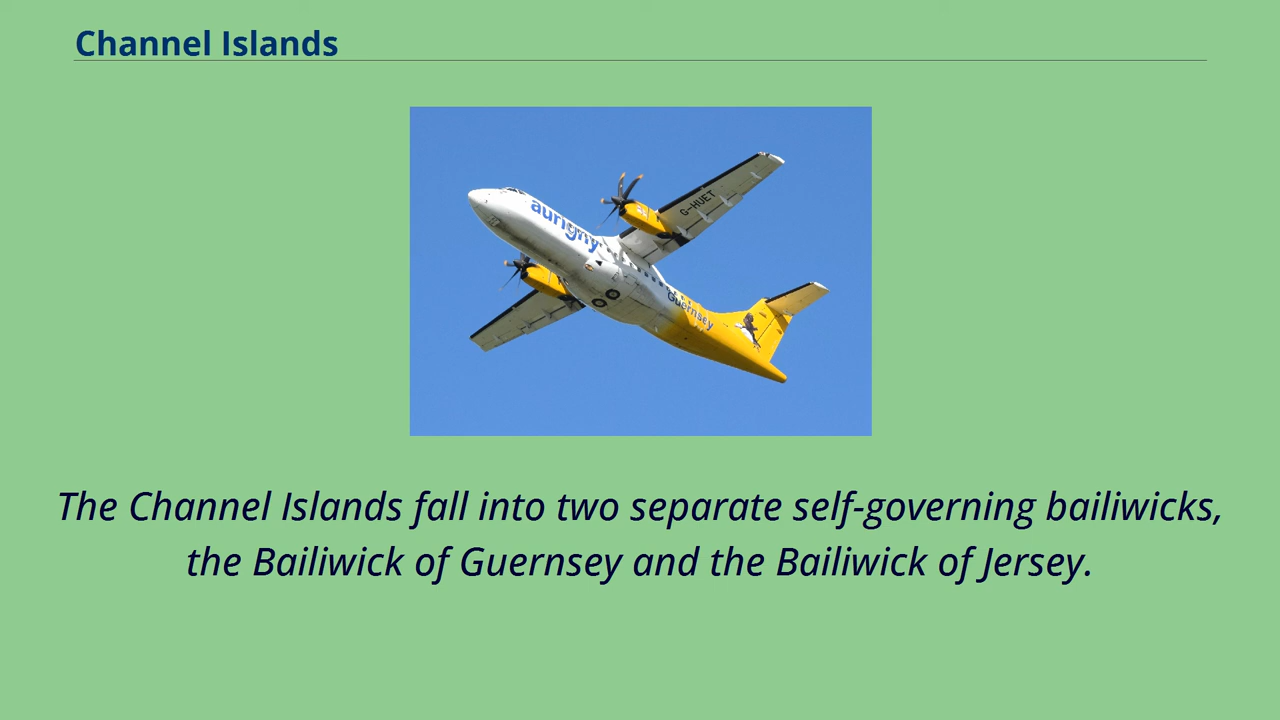 Channel Islands
G-HUET
aurigny
Guernsey
The Channel Islands fall into two separate self-governing bailiwicks,
the Bailiwick of Guernsey and the Bailiwick of Jersey.